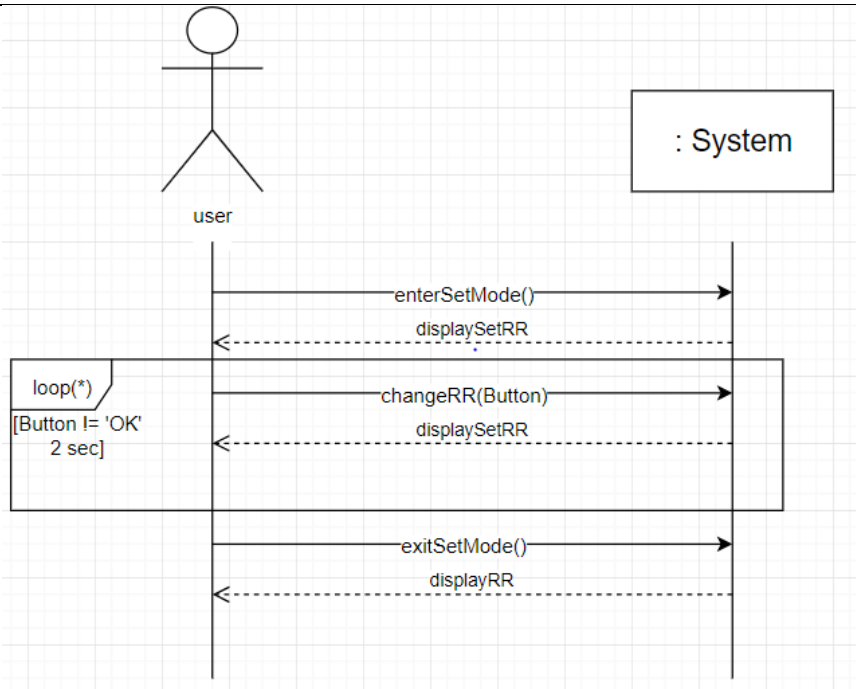 : System
user
enterSetMode()
displaySetRR
loop(*)
changeRR(Button)
[Button != 'OK'
2 sec]
displaySetRR
exitSetMode()
displayRR